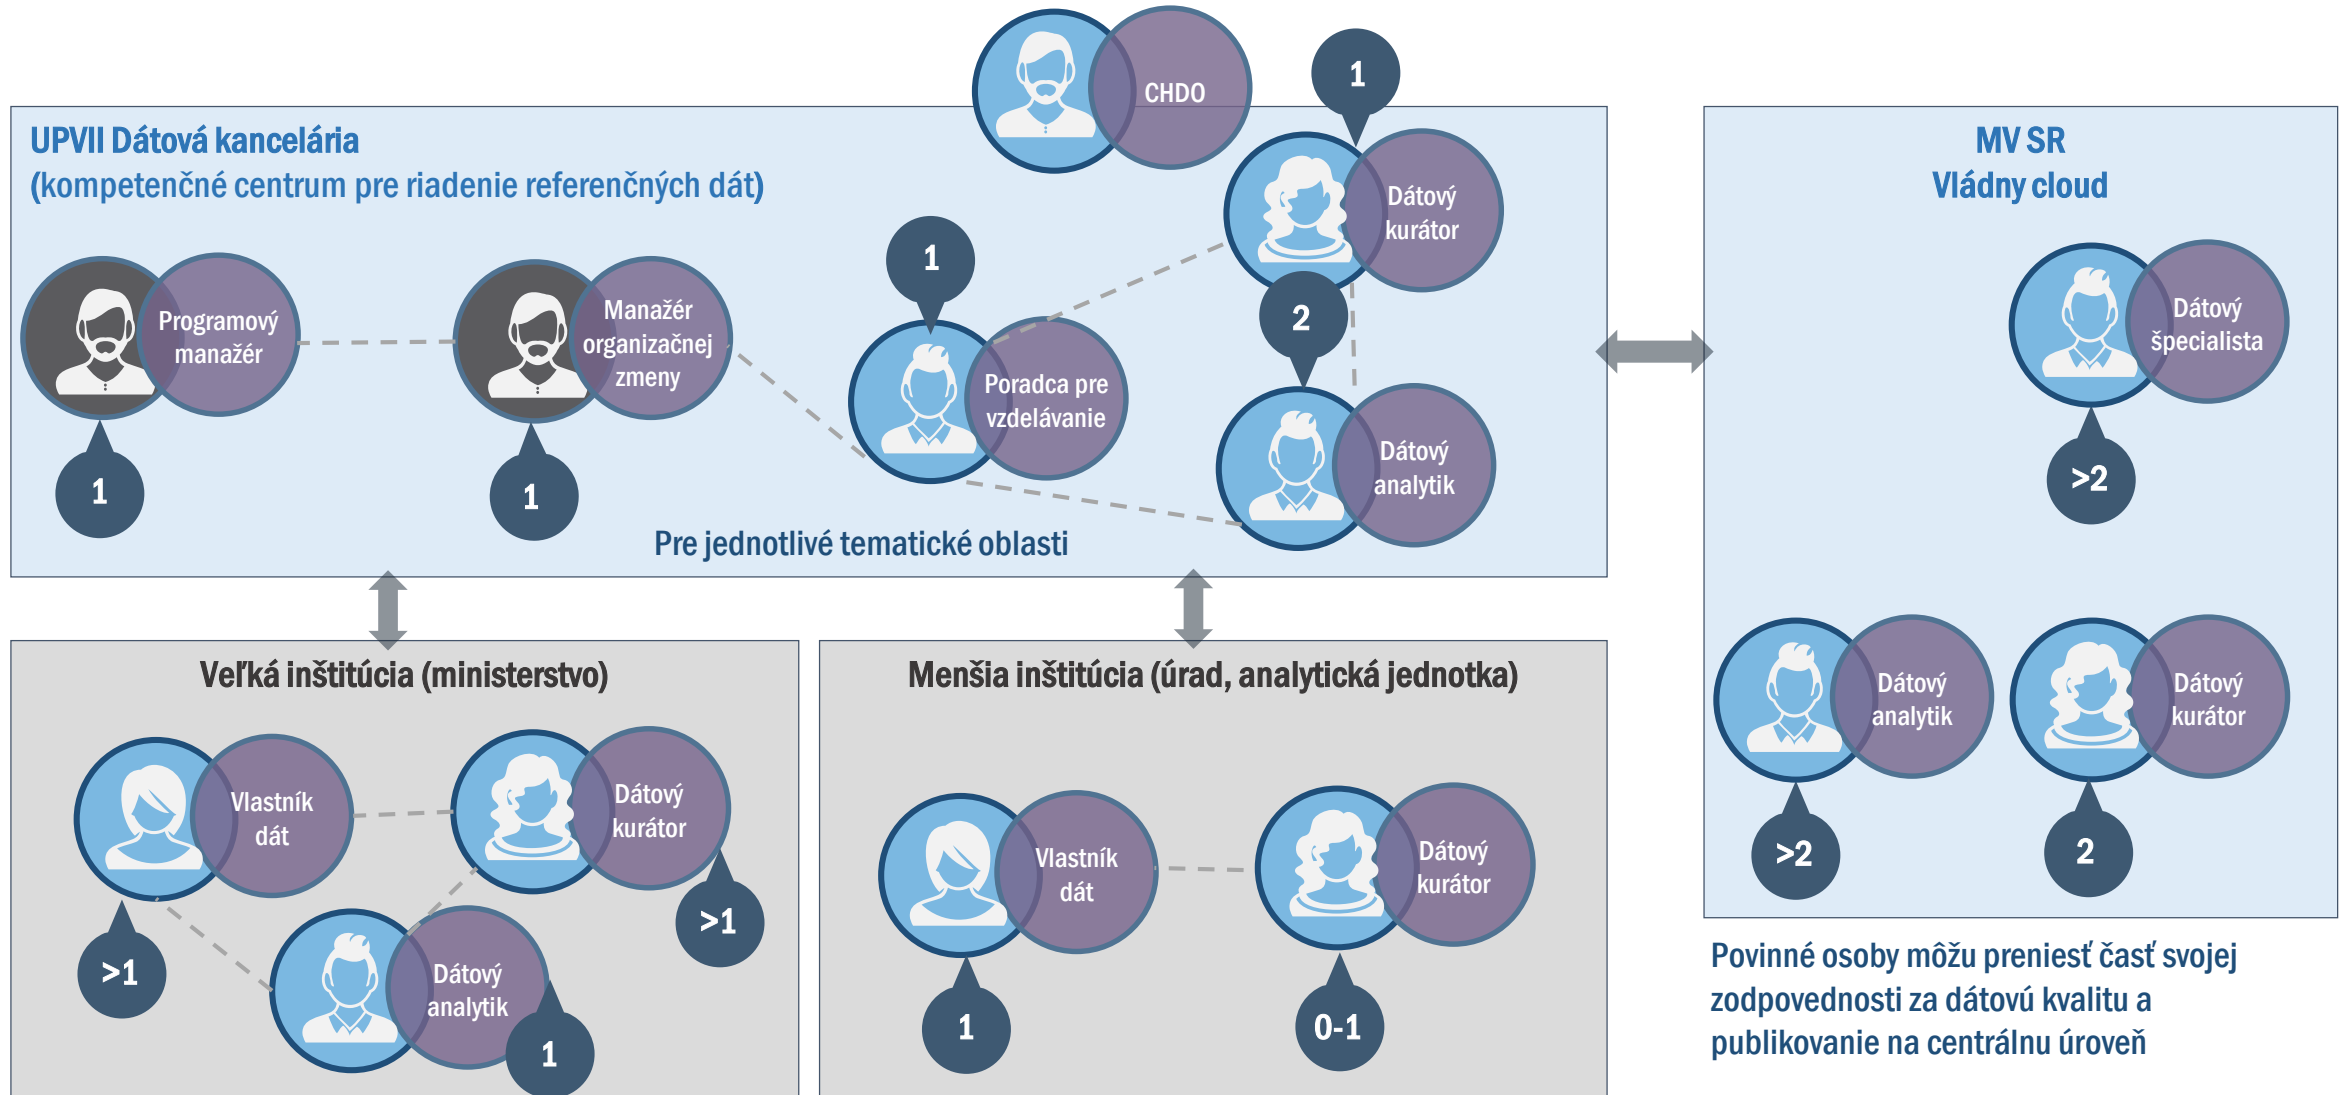 CHDO
1
UPVII Dátová kancelária
(kompetenčné centrum pre riadenie referenčných dát)
Programový
manažér
1
Manažér
organizačnej
zmeny
1
1
Poradca pre
vzdelávanie
Dátový
kurátor
2
Dátový
analytik
Pre jednotlivé tematické oblasti
MV SR
Vládny cloud
Dátový
špecialista
>2
Dátový
analytik
>2
Dátový
kurátor
2
Veľká inštitúcia (ministerstvo)
Vlastník
dát
>1
Dátový
kurátor
>1
Dátový
analytik
1
Menšia inštitúcia (úrad, analytická jednotka)
Vlastník
dát
1
Dátový
kurátor
0-1
Povinné osoby môžu preniesť časť svojej
zodpovednosti za dátovú kvalitu a
publikovanie na centrálnu úroveň